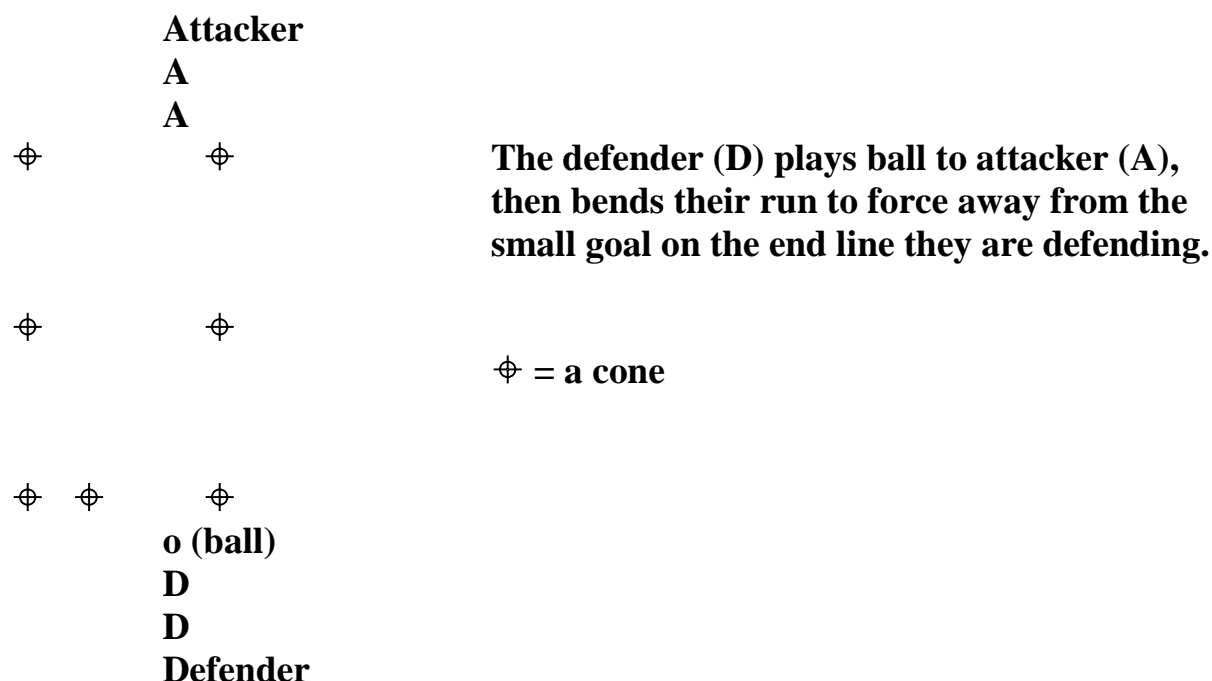 Attacker
A
A
The defender (D) plays ball to attacker (A),
then bends their run to force away from the
small goal on the end line they are defending.
= a cone
o (ball)
D
D
Defender